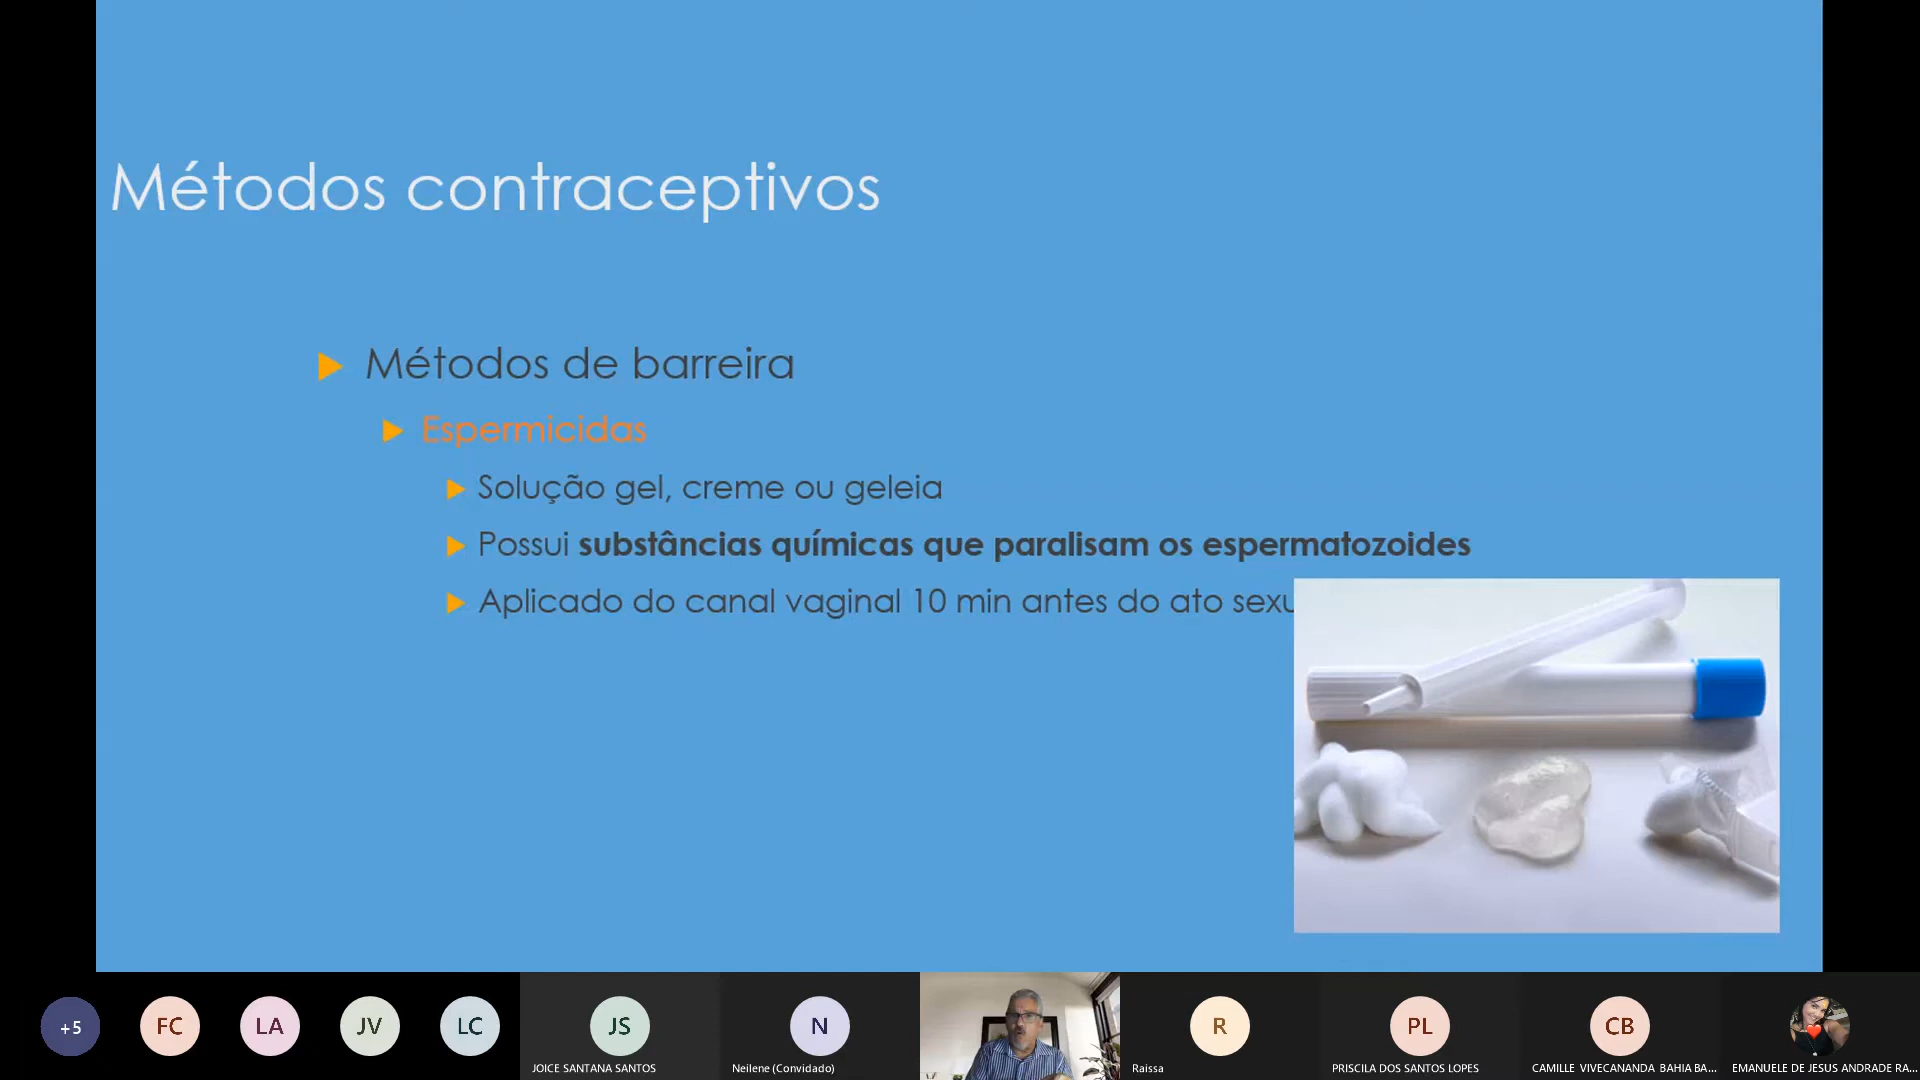 Métodos contraceptivos
Métodos de barreira
Espermicidas
Solução gel, creme ou geleia
Possui substâncias químicas que paralisam os espermatozoides
Aplicado do canal vaginal 10 min antes do ato sexu
+5
FC
LA
JV
LC
JS
N
R
PL
CB
JOICE SANTANA SANTOS
Neilene (Convidado)
Raissa
PRISCILA DOS SANTOS LOPES
CAMILLE VIVECANANDA BAHIA BA...
EMANUELE DE JESUS ANDRADE RA...